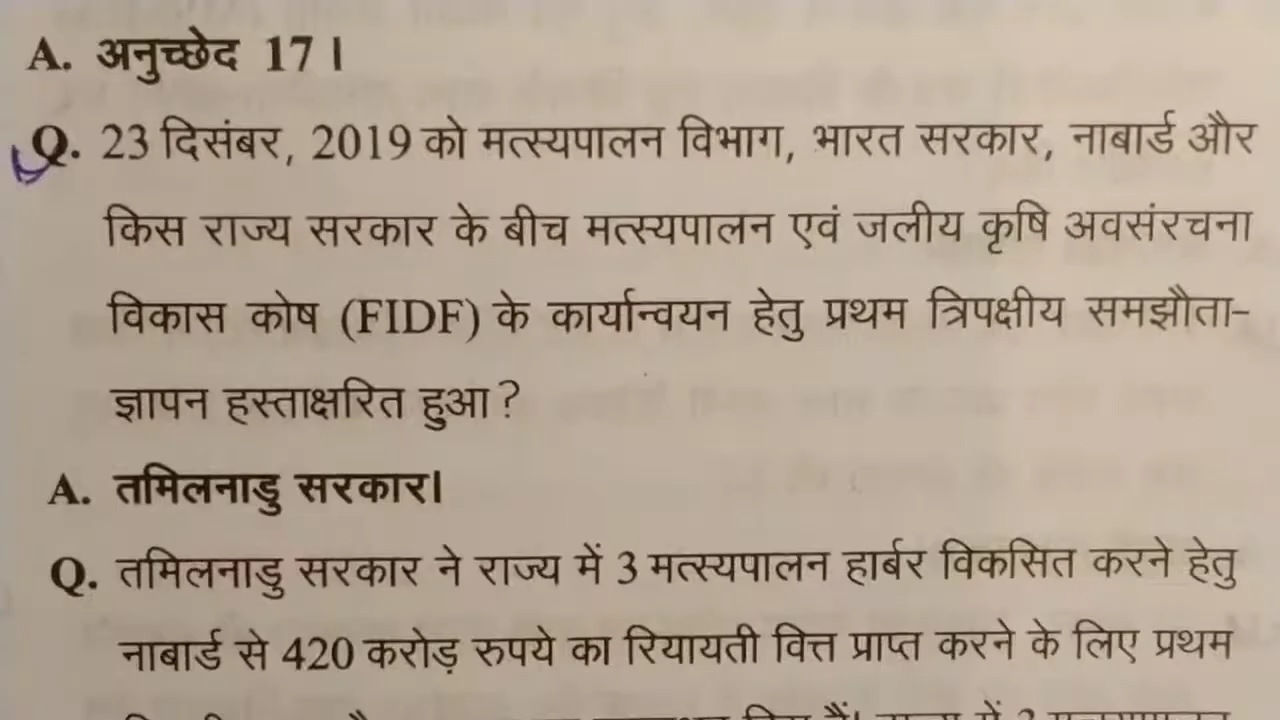 A. अनुच्छेद 17 ।
Q. 23 दिसंबर, 2019 को मत्स्यपालन विभाग, भारत सरकार, नाबार्ड और
किस राज्य सरकार के बीच मत्स्यपालन एवं जलीय कृषि अवसंरचना
विकास कोष (FIDF) के कार्यान्वयन हेतु प्रथम त्रिपक्षीय समझौता-
ज्ञापन हस्ताक्षरित हुआ?
A. तमिलनाडु सरकार।
Q. तमिलनाडु सरकार ने राज्य में 3 मत्स्यपालन हार्बर विकसित करने हेतु
नाबार्ड से 420 करोड़ रुपये का रियायती वित्त प्राप्त करने के लिए प्रथम